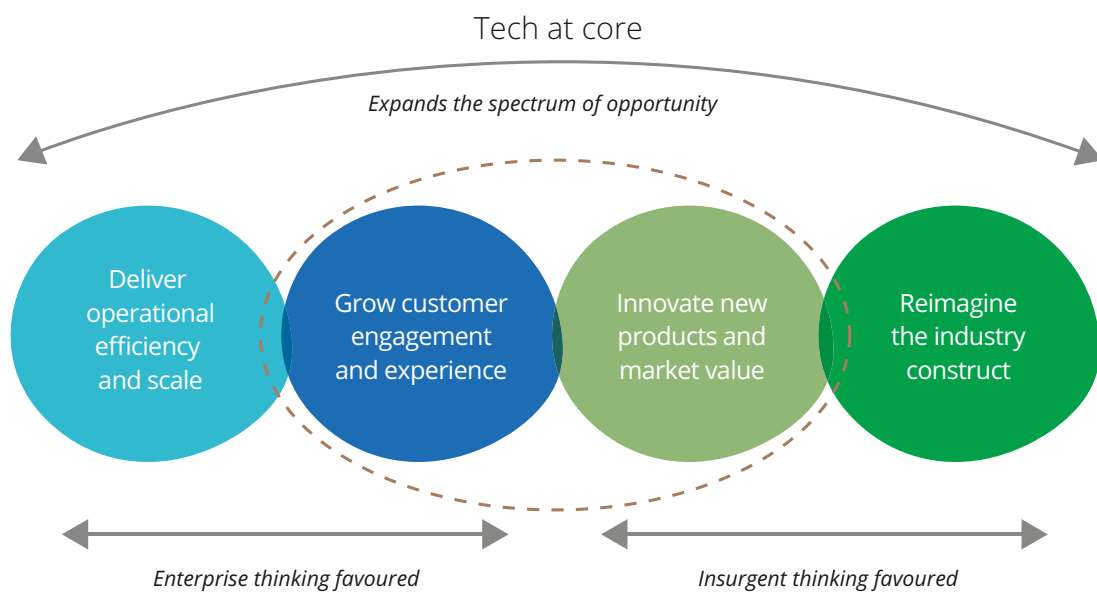 Tech at core
Expands the spectrum of opportunity
Deliver
operational
efficiency
and scale
Grow customer
engagement
and experience
Innovate new
products and
market value
Reimagine
the industry
construct
Enterprise thinking favoured
Insurgent thinking favoured